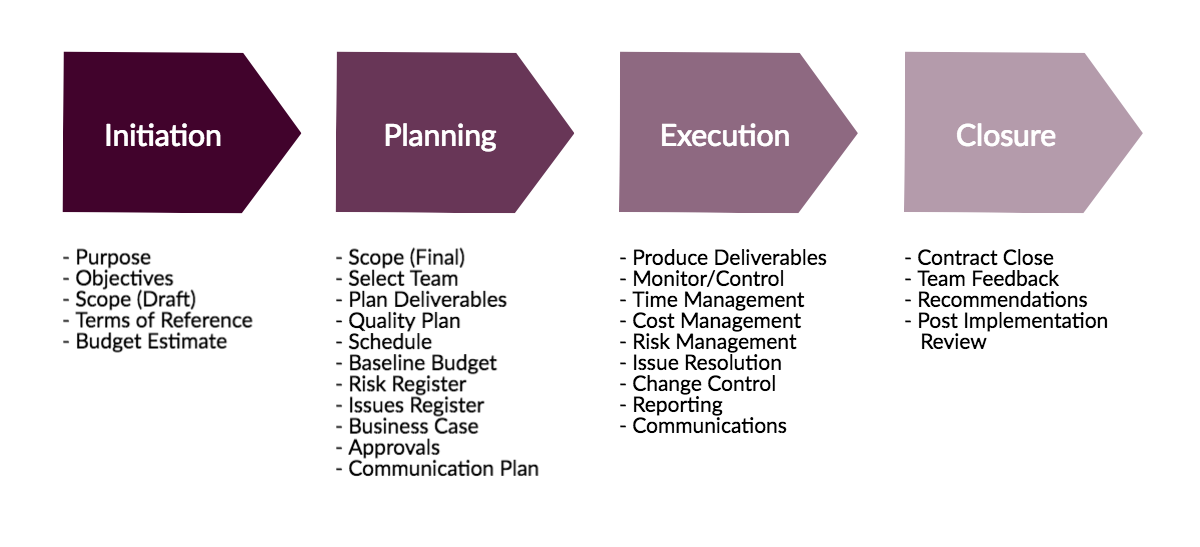 Initiation
- Purpose
- Objectives
- Scope (Draft)
- Terms of Reference
- Budget Estimate
Planning
- Scope (Final)
- Select Team
- Plan Deliverables
- Quality Plan
- Schedule
- Baseline Budget
- Risk Register
- Issues Register
- Business Case
- Approvals
- Communication Plan
Execution
- Produce Deliverables
- Monitor/Control
- Time Management
- Cost Management
- Risk Management
- Issue Resolution
- Change Control
- Reporting
- Communications
Closure
- Contract Close
- Team Feedback
- Recommendations
- Post Implementation
Review